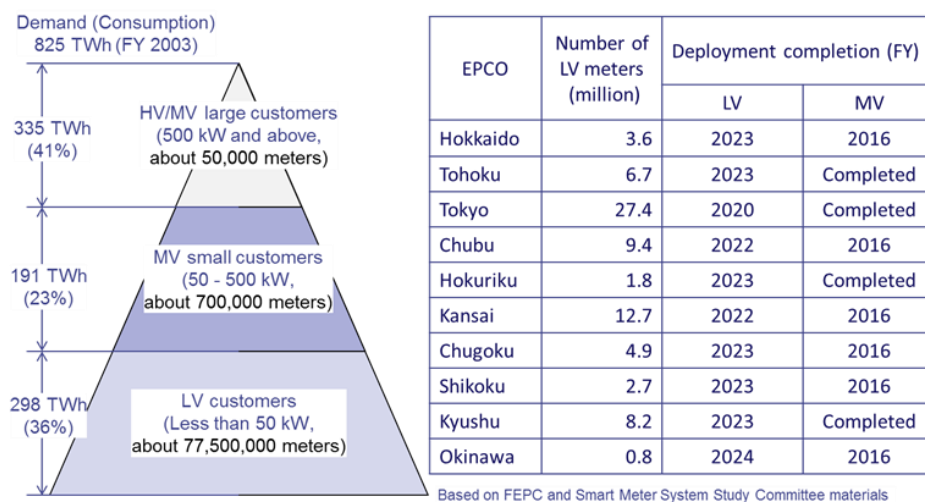 Demand (Consumption)
825 TWh (FY 2003)
335 TWh
(41%)
HV/MV large customers
(500 kW and above,
about 50,000 meters)
191 TWh
(23%)
MV small customers
(50 - 500 kW,
about 700,000 meters)
298 TWh
(36%)
LV customers
(Less than 50 kW,
about 77,500,000 meters)
EPCO Number of LV meters (million) Deployment completion (FY)
LV MV
Hokkaido 3.6 2023 2016
Tohoku 6.7 2023 Completed
Tokyo 27.4 2020 Completed
Chubu 9.4 2022 2016
Hokuriku 1.8 2023 Completed
Kansai 12.7 2022 2016
Chugoku 4.9 2023 2016
Shikoku 2.7 2023 2016
Kyushu 8.2 2023 Completed
Okinawa 0.8 2024 2016
Based on FEPC and Smart Meter System Study Committee materials